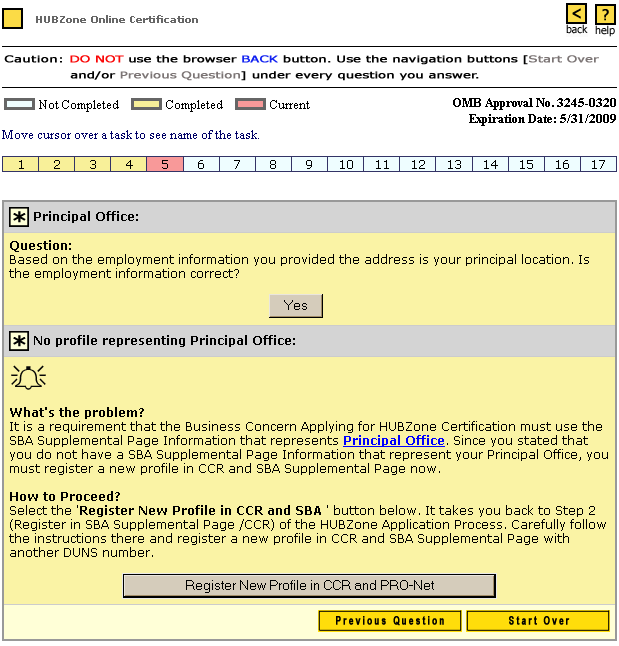 HUBZone Online Certification
back
?
help
Caution: DO NOT use the browser BACK button. Use the navigation buttons [Start Over
and/or Previous Question] under every question you answer.
Not Completed Completed Current
OMB Approval No. 3245-0320
Expiration Date: 5/31/2009
Move cursor over a task to see name of the task.
1 2 3 4 5 6 7 8 9 10 11 12 13 14 15 16 17
Principal Office:
Question:
Based on the employment information you provided the address is your principal location. Is
the employment information correct?
Yes
No profile representing Principal Office:
What's the problem?
It is a requirement that the Business Concern Applying for HUBZone Certification must use the
SBA Supplemental Page Information that represents Principal Office. Since you stated that
you do not have a SBA Supplemental Page Information that represent your Principal Office, you
must register a new profile in CCR and SBA Supplemental Page now.
How to Proceed?
Select the 'Register New Profile in CCR and SBA ' button below. It takes you back to Step 2
(Register in SBA Supplemental Page /CCR) of the HUBZone Application Process. Carefully follow
the instructions there and register a new profile in CCR and SBA Supplemental Page with
another DUNS number.
Register New Profile in CCR and PRO-Net
Previous Question Start Over